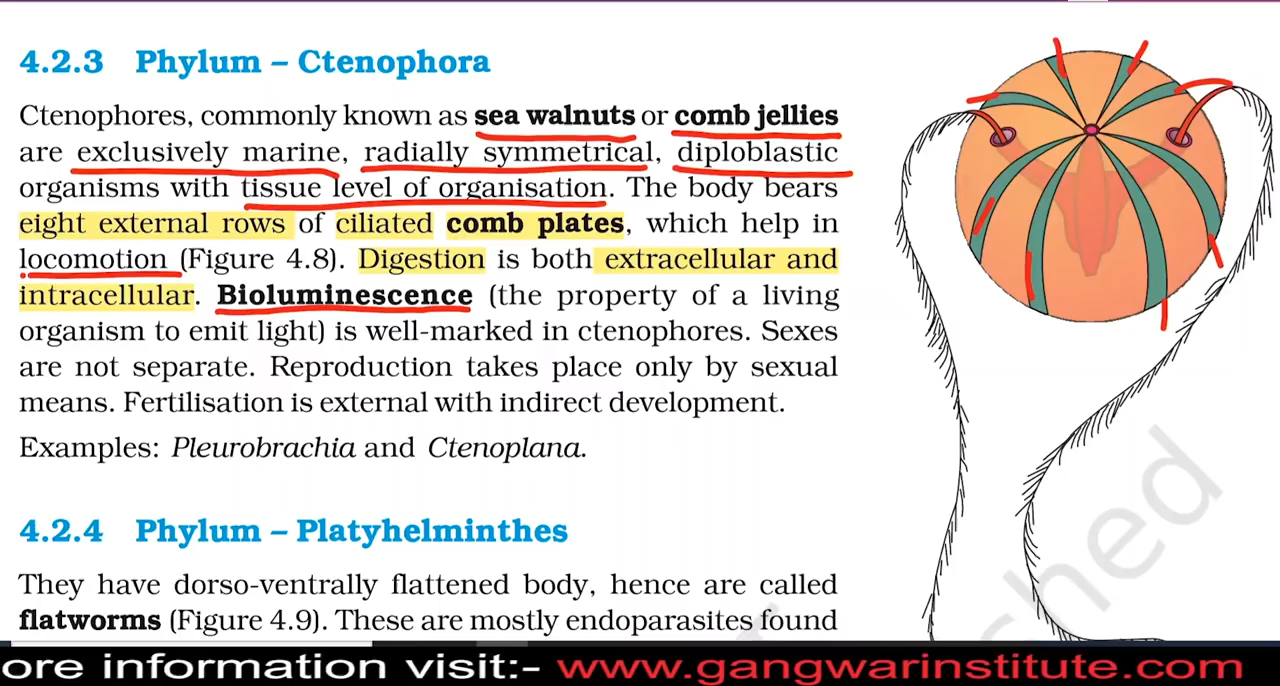 4.2.3 Phylum – Ctenophora
Ctenophores, commonly known as sea walnuts or comb jellies
are exclusively marine, radially symmetrical, diploblastic
organisms with tissue level of organisation. The body bears
eight external rows of ciliated comb plates, which help in
locomotion (Figure 4.8). Digestion is both extracellular and
intracellular. Bioluminescence (the property of a living
organism to emit light) is well-marked in ctenophores. Sexes
are not separate. Reproduction takes place only by sexual
means. Fertilisation is external with indirect development.
Examples: Pleurobrachia and Ctenoplana.
4.2.4 Phylum – Platyhelminthes
They have dorso-ventrally flattened body, hence are called
flatworms (Figure 4.9). These are mostly endoparasites found
ore information visit:- www.gangwarinstitute.com